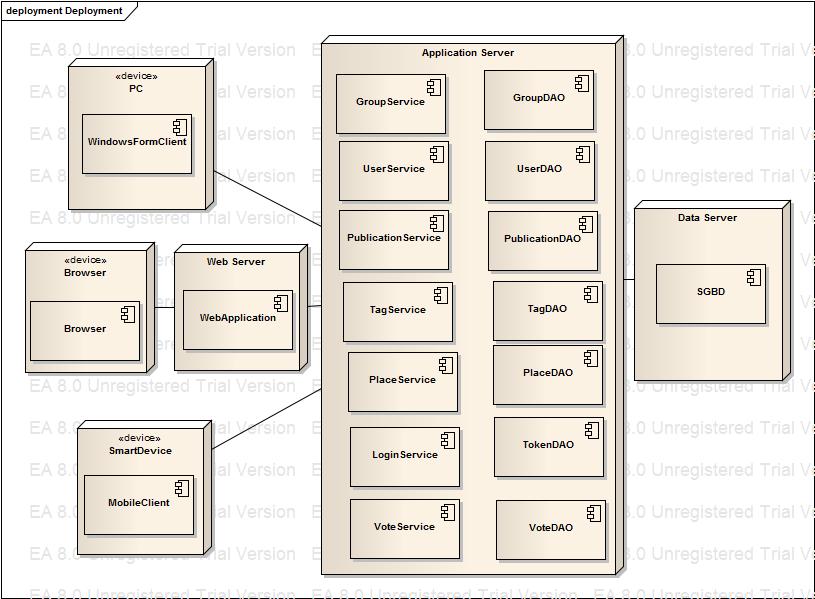 deployment Deployment
EA 8.0 Unregistered Trial Version
«device»
PC
WindowsFormClient
«device»
Browser
Browser
Web Server
WebApplication
«device»
SmartDevice
MobileClient
Application Server
GroupService
GroupDAO
UserService
UserDAO
PublicationService
PublicationDAO
TagService
TagDAO
PlaceService
PlaceDAO
LoginService
TokenDAO
VoteService
VoteDAO
Data Server
SGBD